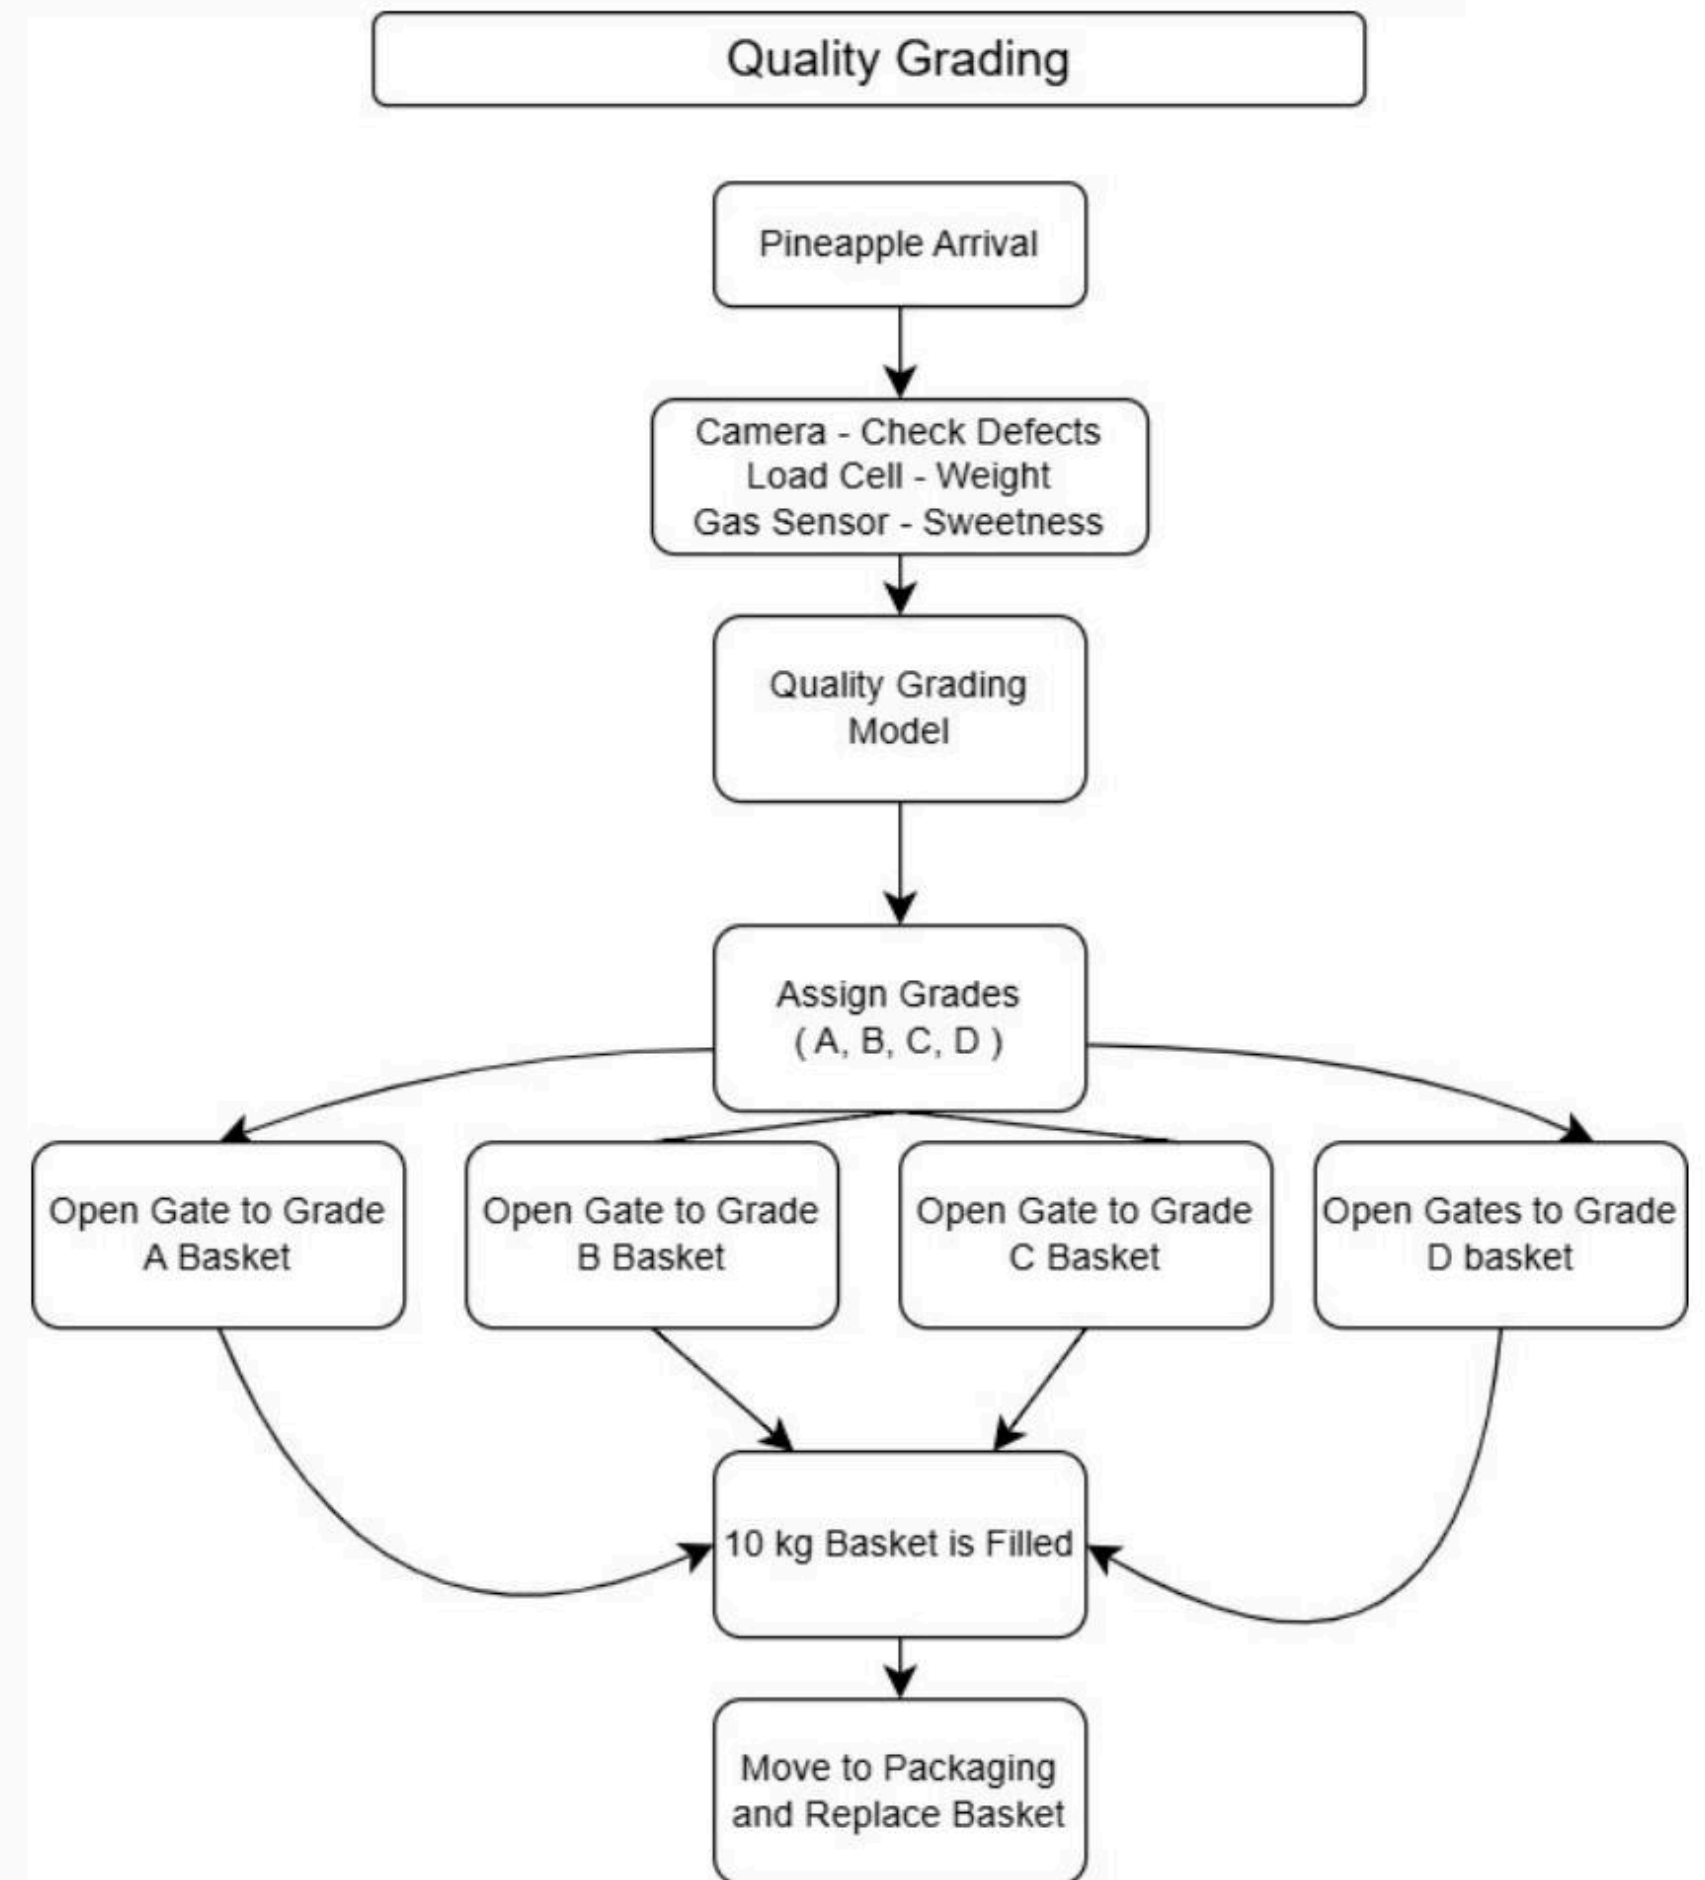 Quality Grading
Pineapple Arrival
Camera - Check Defects
Load Cell - Weight
Gas Sensor - Sweetness
Quality Grading
Model
Assign Grades
( A, B, C, D )
Open Gate to Grade
A Basket
Open Gate to Grade
B Basket
Open Gate to Grade
C Basket
Open Gates to Grade
D basket
10 kg Basket is Filled
Move to Packaging
and Replace Basket